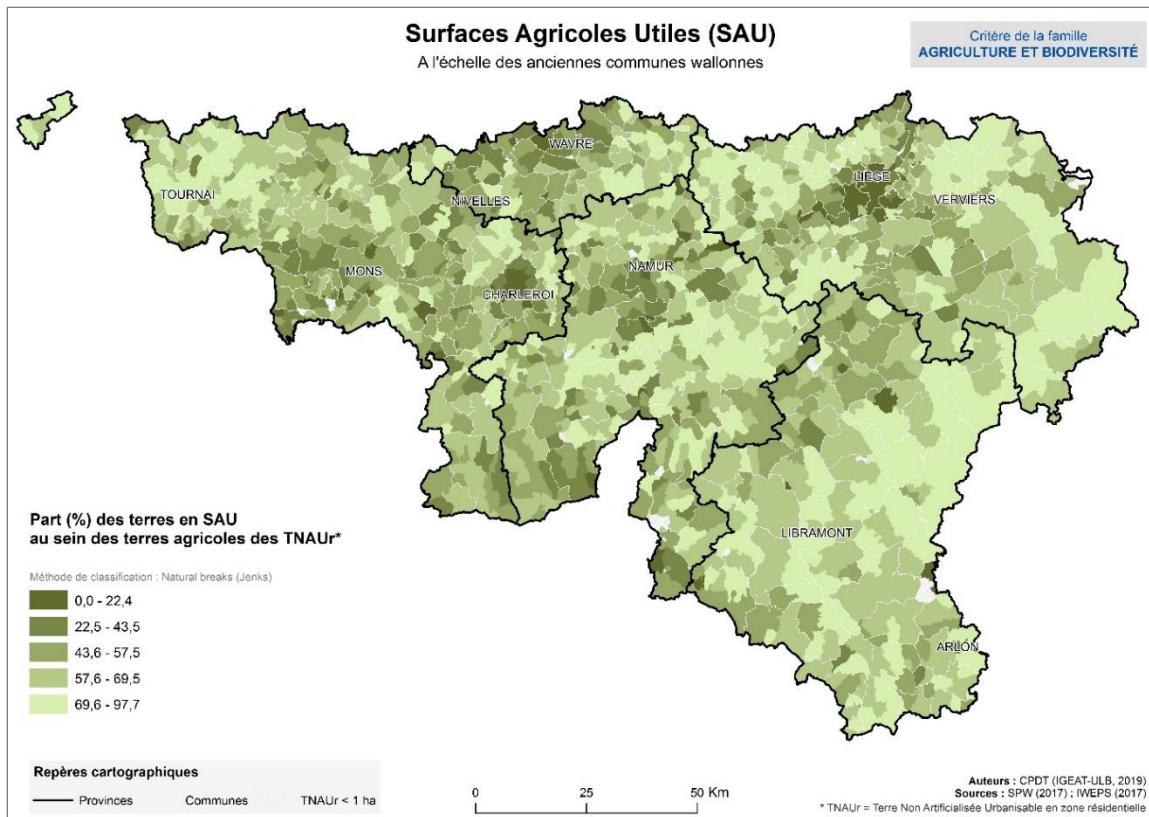 Surfaces Agricoles Utiles (SAU)
A l'échelle des anciennes communes wallonnes
Critère de la famille
AGRICULTURE ET BIODIVERSITÉ
WAVRE
LIÈGE
TOURNAI
NIVELLES
VERVIERS
NAMUR
MONS
CHARLEROI
LIBRAMONT
ARLON
Part (%) des terres en SAU
au sein des terres agricoles des TNAUr*
Méthode de classification : Natural breaks (Jenks)
0,0 - 22,4
22,5 - 43,5
43,6 - 57,5
57,6 - 69,5
69,6 - 97,7
Repères cartographiques
Provinces Communes TNAUr < 1 ha
0 25 50 Km
Auteurs : CPDT (IGEAT-ULB, 2019)
Sources : SPW (2017) ; IWEPS (2017)
* TNAUr = Terre Non Artificialisée Urbanisable en zone résidentielle